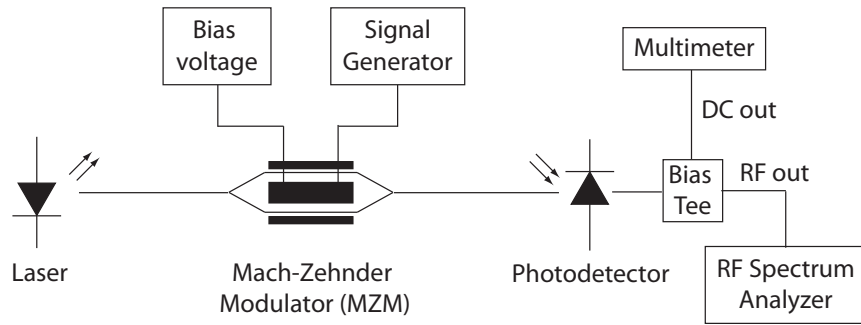 Bias
voltage
Signal
Generator
Multimeter
DC out
Bias
Tee
RF out
Laser
Mach-Zehnder
Modulator (MZM)
Photodetector
RF Spectrum
Analyzer